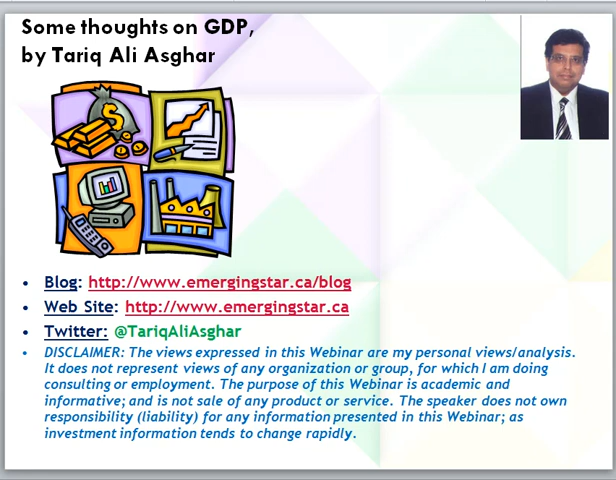 Some thoughts on GDP,
by Tariq Ali Asghar
$
• Blog: http://www.emergingstar.ca/blog
• Web Site: http://www.emergingstar.ca
• Twitter: @TariqAliAsghar
• DISCLAIMER: The views expressed in this Webinar are my personal views/analysis.
It does not represent views of any organization or group, for which I am doing
consulting or employment. The purpose of this Webinar is academic and
informative; and is not sale of any product or service. The speaker does not own
responsibility (liability) for any information presented in this Webinar; as
investment information tends to change rapidly.